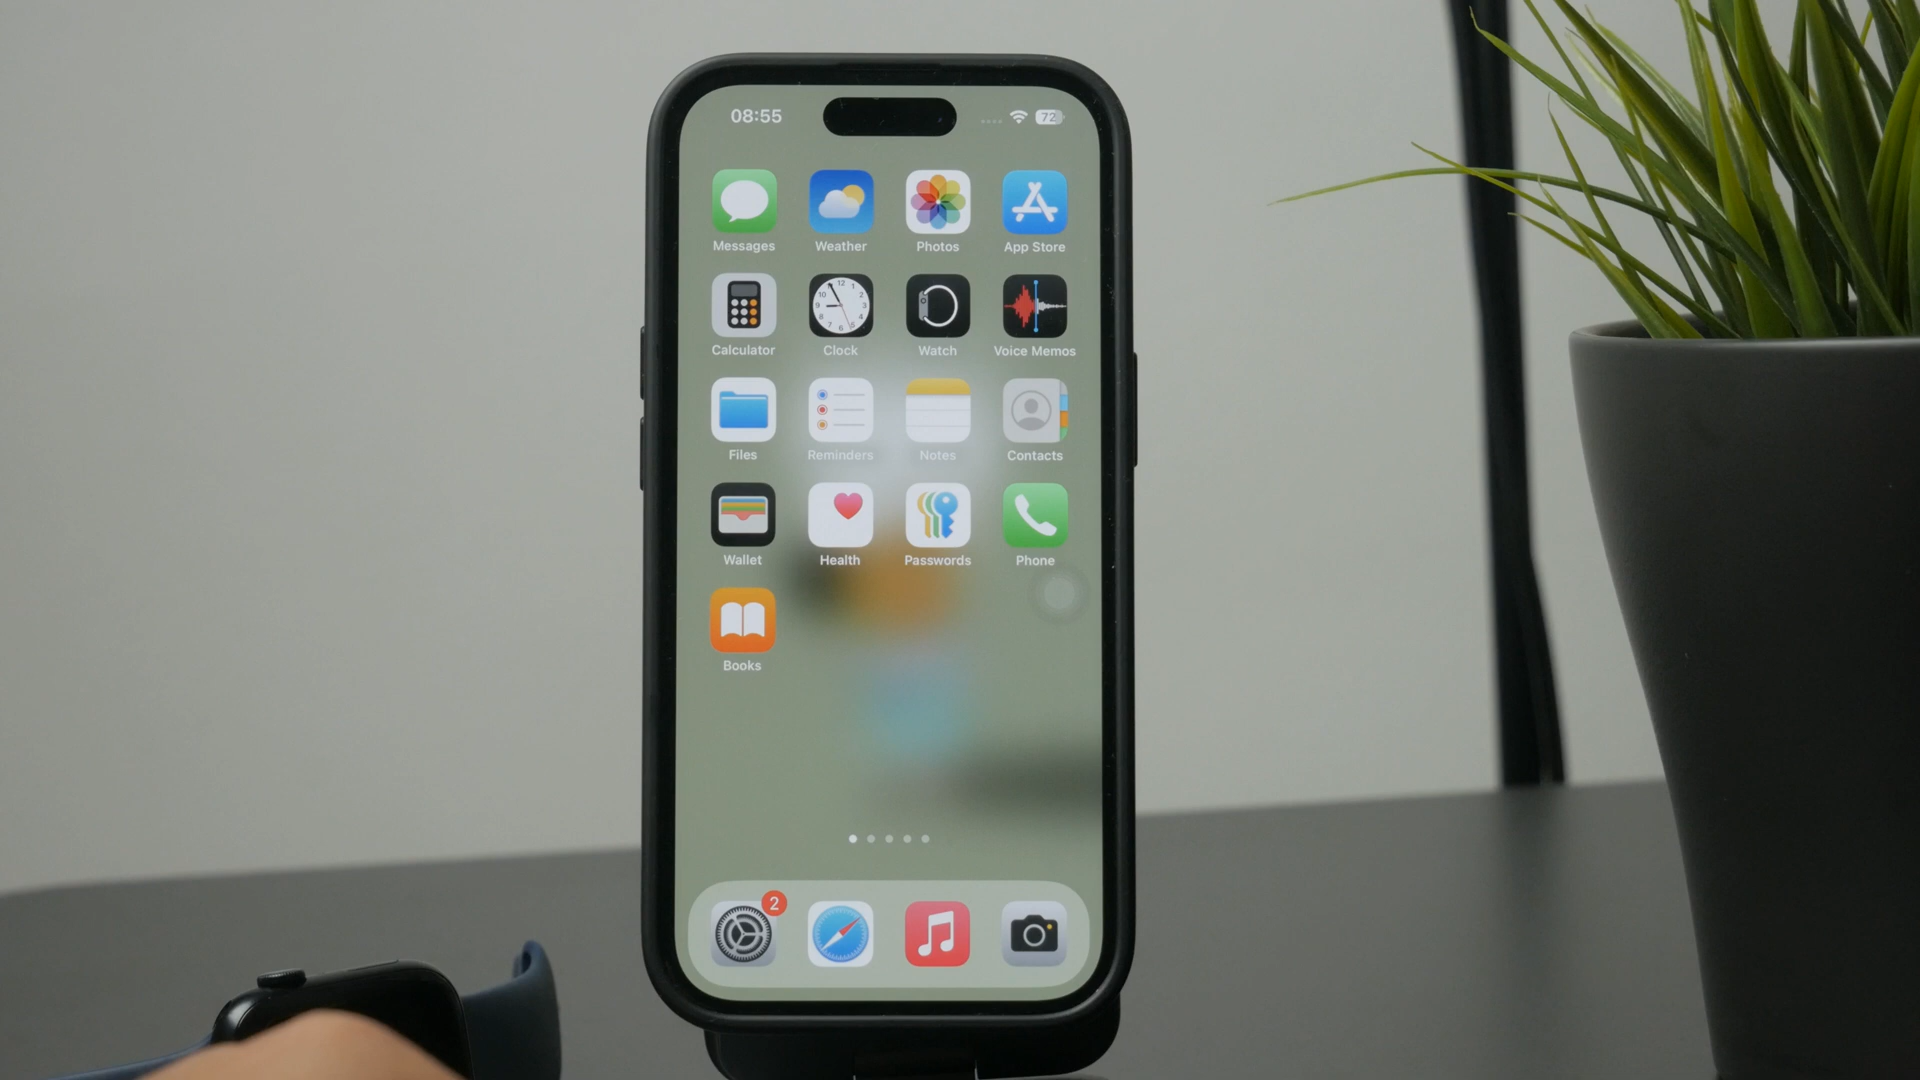 08:55 72
Messages Weather Photos App Store
Calculator Clock Watch Voice Memos
Files Reminders Notes Contacts
Wallet Health Passwords Phone
Books
2